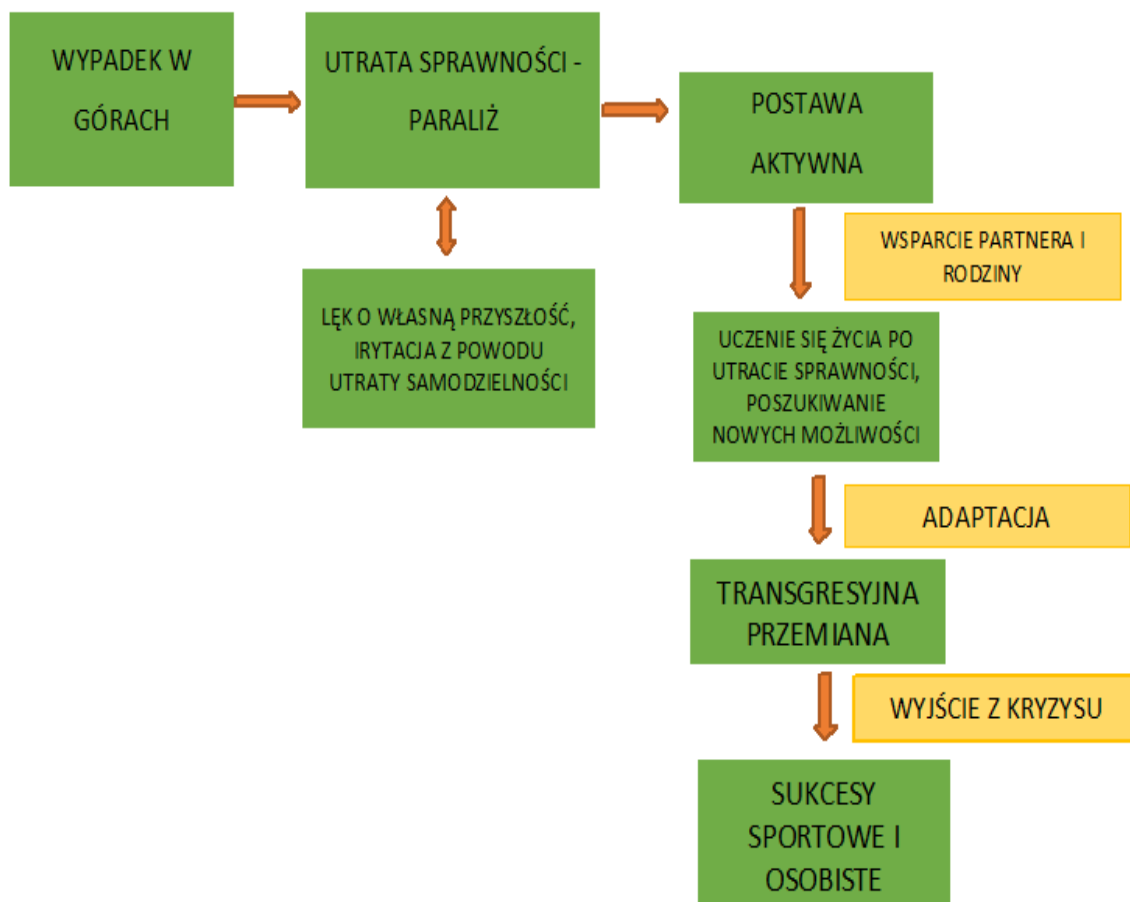 WYPADEK W
GÓRACH
UTRATA SPRAWNOŚCI -
PARALIŻ
POSTAWA
AKTYWNA
WSPARCIE PARTNERA I
RODZINY
LĘK O WŁASNĄ PRZYSZŁOŚĆ,
IRYTACJA Z POWODU
UTRATY SAMODZIELNOŚCI
UCZENIE SIĘ ŻYCIA PO
UTRACIE SPRAWNOŚCI,
POSZUKIWANIE
NOWYCH MOŻLIWOŚCI
ADAPTACJA
TRANSGRESYJNA
PRZEMIANA
WYJŚCIE Z KRYZYSU
SUKCESY
SPORTOWE I
OSOBISTE